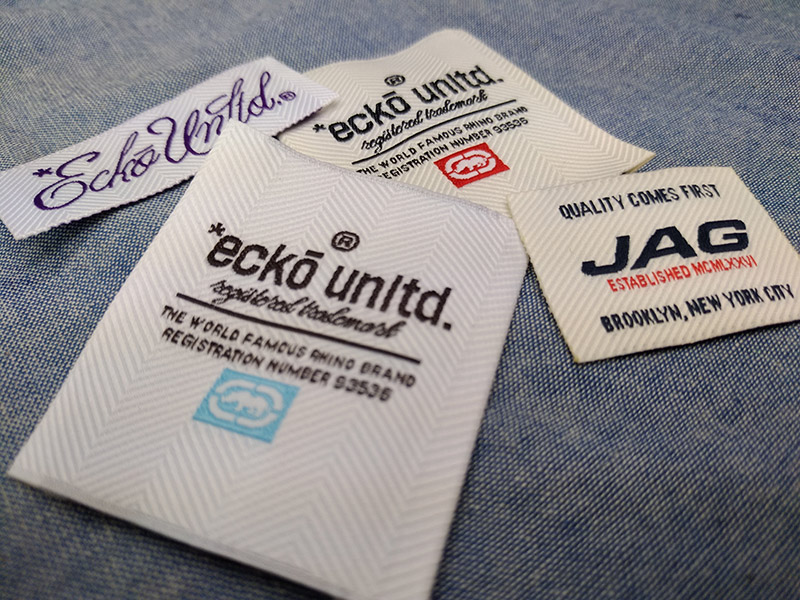 *Ecko Unltd.®
®
*eckō unltd.
registered trademark
THE WORLD FAMOUS RHINO BRAND
REGISTRATION NUMBER 93536
QUALITY COMES FIRST
JAG
ESTABLISHED MCMLXXVI
BROOKLYN, NEW YORK CITY
®
*eckō unltd.
registered trademark
THE WORLD FAMOUS RHINO BRAND
REGISTRATION NUMBER 93536